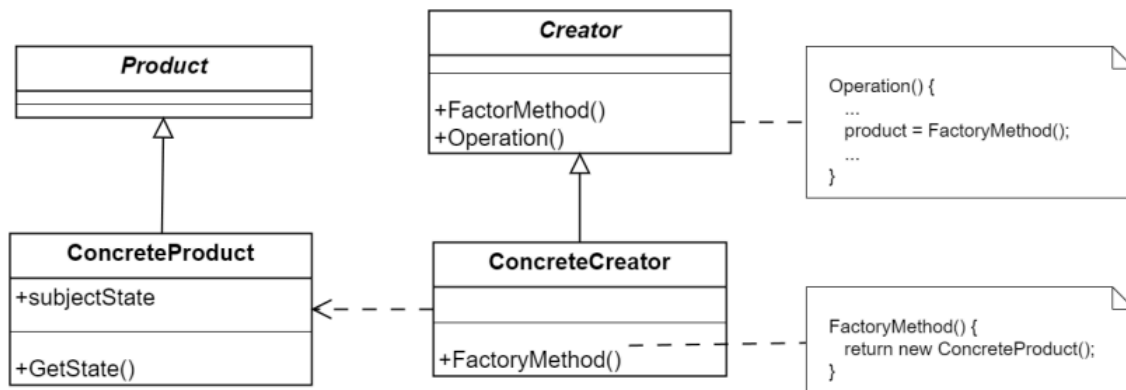 Product
Creator
+FactorMethod()
+Operation()
Operation() {
...
product = FactoryMethod();
...
}
ConcreteProduct
+subjectState
+GetState()
ConcreteCreator
+FactoryMethod()
FactoryMethod() {
return new ConcreteProduct();
}